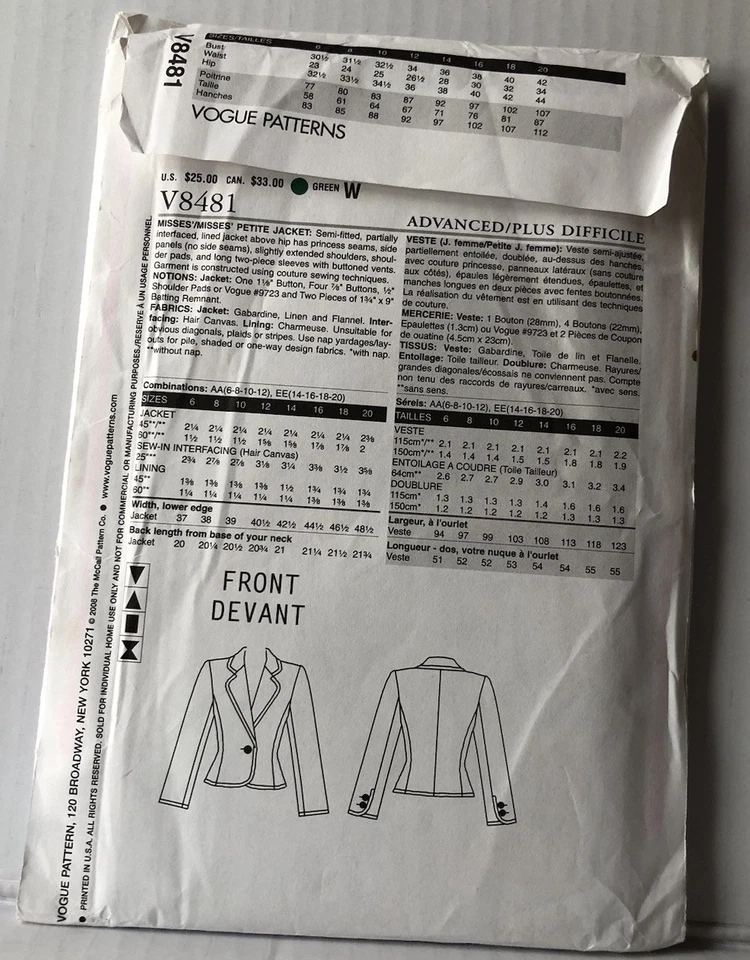 V8481
SIZES/TAILLES 6 8 10 12 14 16 18 20
Bust 30½ 31½ 32½ 34 36 38 40 42
Waist 23 24 25 26½ 28 30 32 34
Hip 32½ 33½ 34½ 36 38 40 42 44
Poitrine 77 80 83 87 92 97 102 107
Taille 58 61 64 67 71 76 81 87
Hanches 83 85 88 92 97 102 107 112
VOGUE PATTERNS
U.S. $25.00 CAN. $33.00 GREEN W
V8481
ADVANCED/PLUS DIFFICILE
MISSES'/MISSES' PETITE JACKET: Semi-fitted, partially
interfaced, lined jacket above hip has princess seams, side
panels (no side seams), slightly extended shoulders, shoul-
der pads, and long two-piece sleeves with buttoned vents.
Garment is constructed using couture sewing techniques.
NOTIONS: Jacket: One 1⅛" Button, Four ⅞" Buttons, ½"
Shoulder Pads or Vogue #9723 and Two Pieces of 1¾" x 9"
Batting Remnant.
FABRICS: Jacket: Gabardine, Linen and Flannel. Inter-
facing: Hair Canvas. Lining: Charmeuse. Unsuitable for
obvious diagonals, plaids or stripes. Use nap yardages/lay-
outs for pile, shaded or one-way design fabrics. *with nap.
**without nap.
Combinations: AA(6-8-10-12), EE(14-16-18-20)
SIZES 6 8 10 12 14 16 18 20
JACKET
45"*/** 2¼ 2¼ 2¼ 2¼ 2¼ 2¼ 2¼ 2⅜
60"*/** 1½ 1½ 1½ 1⅝ 1⅝ 1⅞ 1⅞ 2
SEW-IN INTERFACING (Hair Canvas)
25"** 2¾ 2⅞ 2⅞ 3⅛ 3¼ 3⅜ 3½ 3⅝
LINING
45"* 1⅜ 1⅜ 1⅜ 1⅜ 1½ 1¾ 1¾ 1¾
60"* 1¼ 1¼ 1¼ 1¼ 1¼ 1⅜ 1⅜ 1⅜
Width, lower edge
Jacket 37 38 39 40½ 42½ 44½ 46½ 48½
Back length from base of your neck
Jacket 20 20¼ 20½ 20¾ 21 21¼ 21½ 21¾
VESTE (J. femme/Petite J. femme): Veste semi-ajustée,
partiellement entoilée, doublée, au-dessus des hanches,
avec couture princesse, panneaux latéraux (sans couture
aux côtés), épaules légèrement étendues, épaulettes, et
manches longues en deux pièces avec fentes boutonnées.
La réalisation du vêtement est en utilisant des techniques
de couture.
MERCERIE: Veste: 1 Bouton (28mm), 4 Boutons (22mm),
Epaulettes (1.3cm) ou Vogue #9723 et 2 Pièces de Coupon
de ouatine (4.5cm x 23cm).
TISSUS: Veste: Gabardine, Toile de lin et Flanelle.
Entoilage: Toile tailleur. Doublure: Charmeuse. Rayures/
grandes diagonales/écossais ne conviennent pas. Compte
non tenu des raccords de rayures/carreaux. *avec sens.
**sans sens.
Séries: AA(6-8-10-12), EE(14-16-18-20)
TAILLES 6 8 10 12 14 16 18 20
VESTE
115cm*/** 2.1 2.1 2.1 2.1 2.1 2.1 2.1 2.2
150cm*/** 1.4 1.4 1.4 1.5 1.5 1.8 1.8 1.9
ENTOILAGE A COUDRE (Toile Tailleur)
64cm** 2.6 2.7 2.7 2.9 3.0 3.1 3.2 3.4
DOUBLURE
115cm* 1.3 1.3 1.3 1.3 1.4 1.6 1.6 1.6
150cm* 1.2 1.2 1.2 1.2 1.2 1.3 1.3 1.3
Largeur, à l'ourlet
Veste 94 97 99 103 108 113 118 123
Longueur - dos, votre nuque à l'ourlet
Veste 51 52 52 53 54 54 55 55
FRONT
DEVANT
VOGUE PATTERN, 120 BROADWAY, NEW YORK 10271 © 2008 The McCall Pattern Co. ● www.voguepatterns.com
● PRINTED IN U.S.A. ALL RIGHTS RESERVED. SOLD FOR INDIVIDUAL HOME USE ONLY AND NOT FOR COMMERCIAL OR MANUFACTURING PURPOSES./RESERVE À UN USAGE PERSONNEL.